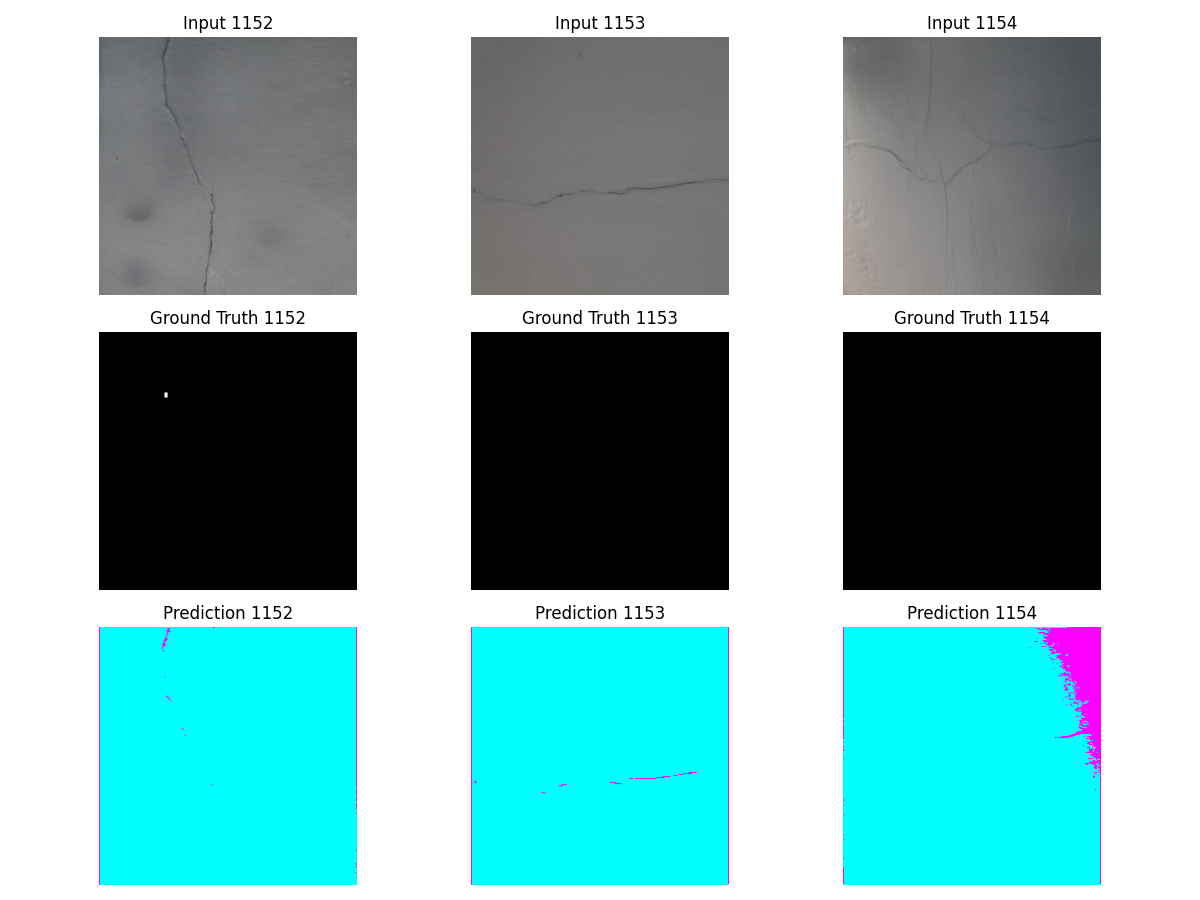 Input 1152
Input 1153
Input 1154
Ground Truth 1152
Ground Truth 1153
Ground Truth 1154
Prediction 1152
Prediction 1153
Prediction 1154